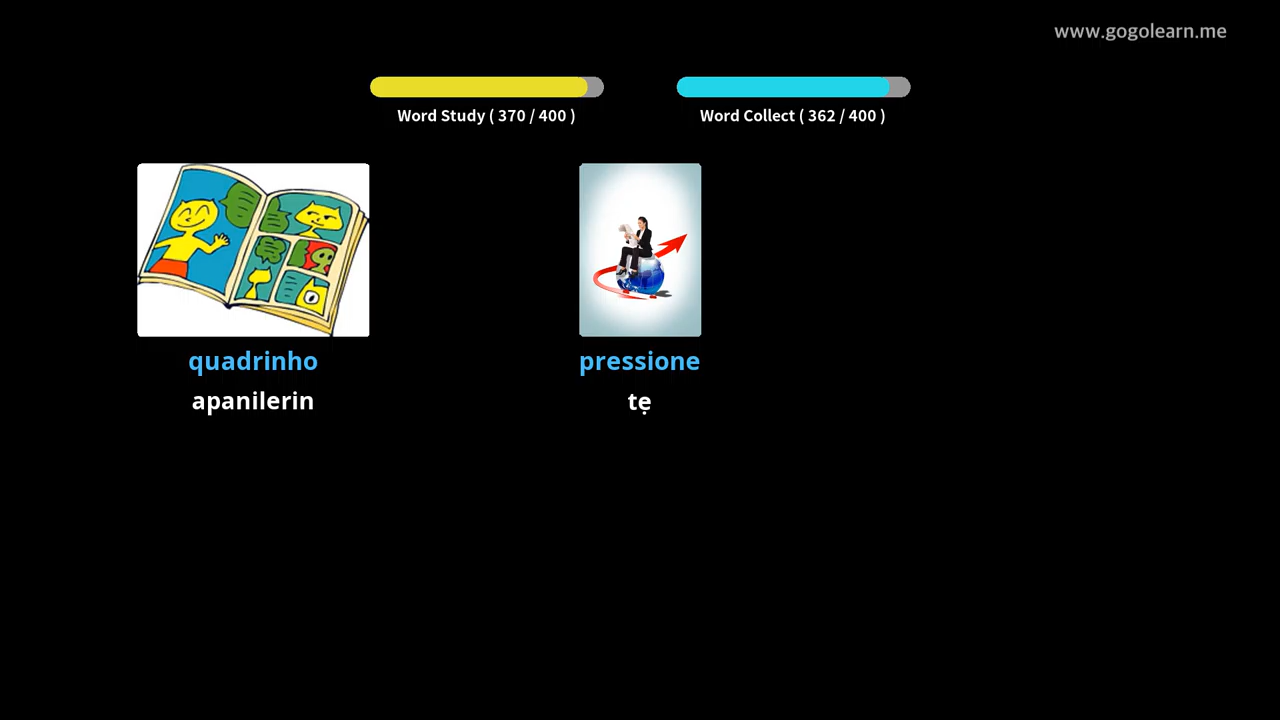 www.gogolearn.me
Word Study ( 370 / 400 )
Word Collect ( 362 / 400 )
quadrinho
pressione
apanilerin
tẹ